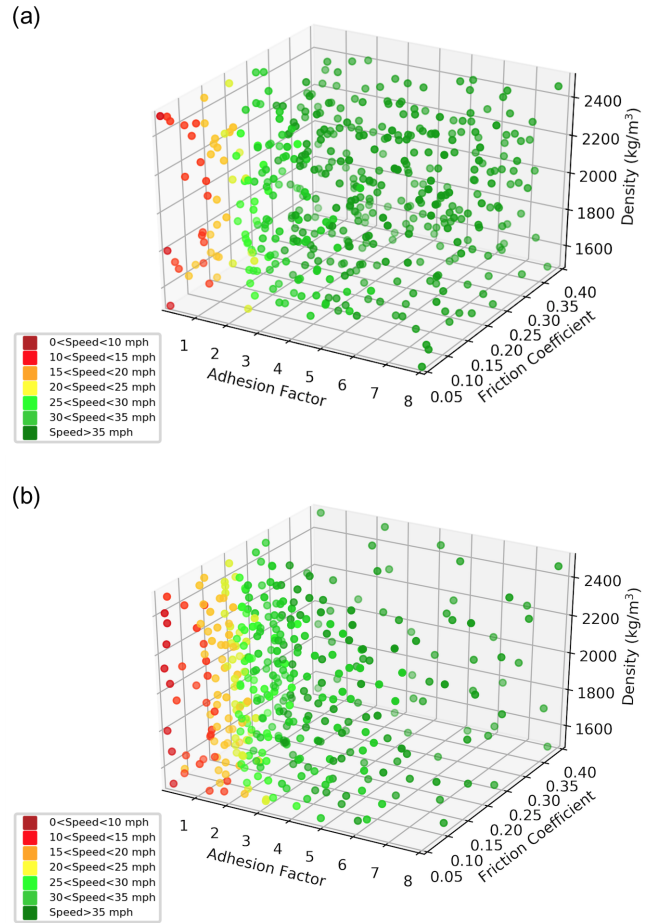 (a)
2400
2200
2000
1800
1600
Density (kg/m³)
0.40
0.35
0.30
0.25
0.20
0.15
0.10
0.05
Friction Coefficient
1 2 3 4 5 6 7 8
Adhesion Factor
0<Speed<10 mph
10<Speed<15 mph
15<Speed<20 mph
20<Speed<25 mph
25<Speed<30 mph
30<Speed<35 mph
Speed>35 mph
(b)
2400
2200
2000
1800
1600
Density (kg/m³)
0.40
0.35
0.30
0.25
0.20
0.15
0.10
0.05
Friction Coefficient
1 2 3 4 5 6 7 8
Adhesion Factor
0<Speed<10 mph
10<Speed<15 mph
15<Speed<20 mph
20<Speed<25 mph
25<Speed<30 mph
30<Speed<35 mph
Speed>35 mph